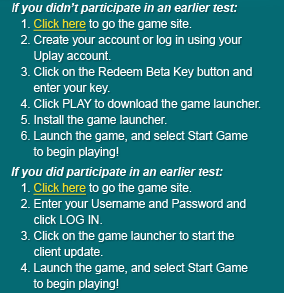 If you didn't participate in an earlier test:
1. Click here to go the game site.
2. Create your account or log in using your
Uplay account.
3. Click on the Redeem Beta Key button and
enter your key.
4. Click PLAY to download the game launcher.
5. Install the game launcher.
6. Launch the game, and select Start Game
to begin playing!
If you did participate in an earlier test:
1. Click here to go the game site.
2. Enter your Username and Password and
click LOG IN.
3. Click on the game launcher to start the
client update.
4. Launch the game, and select Start Game
to begin playing!